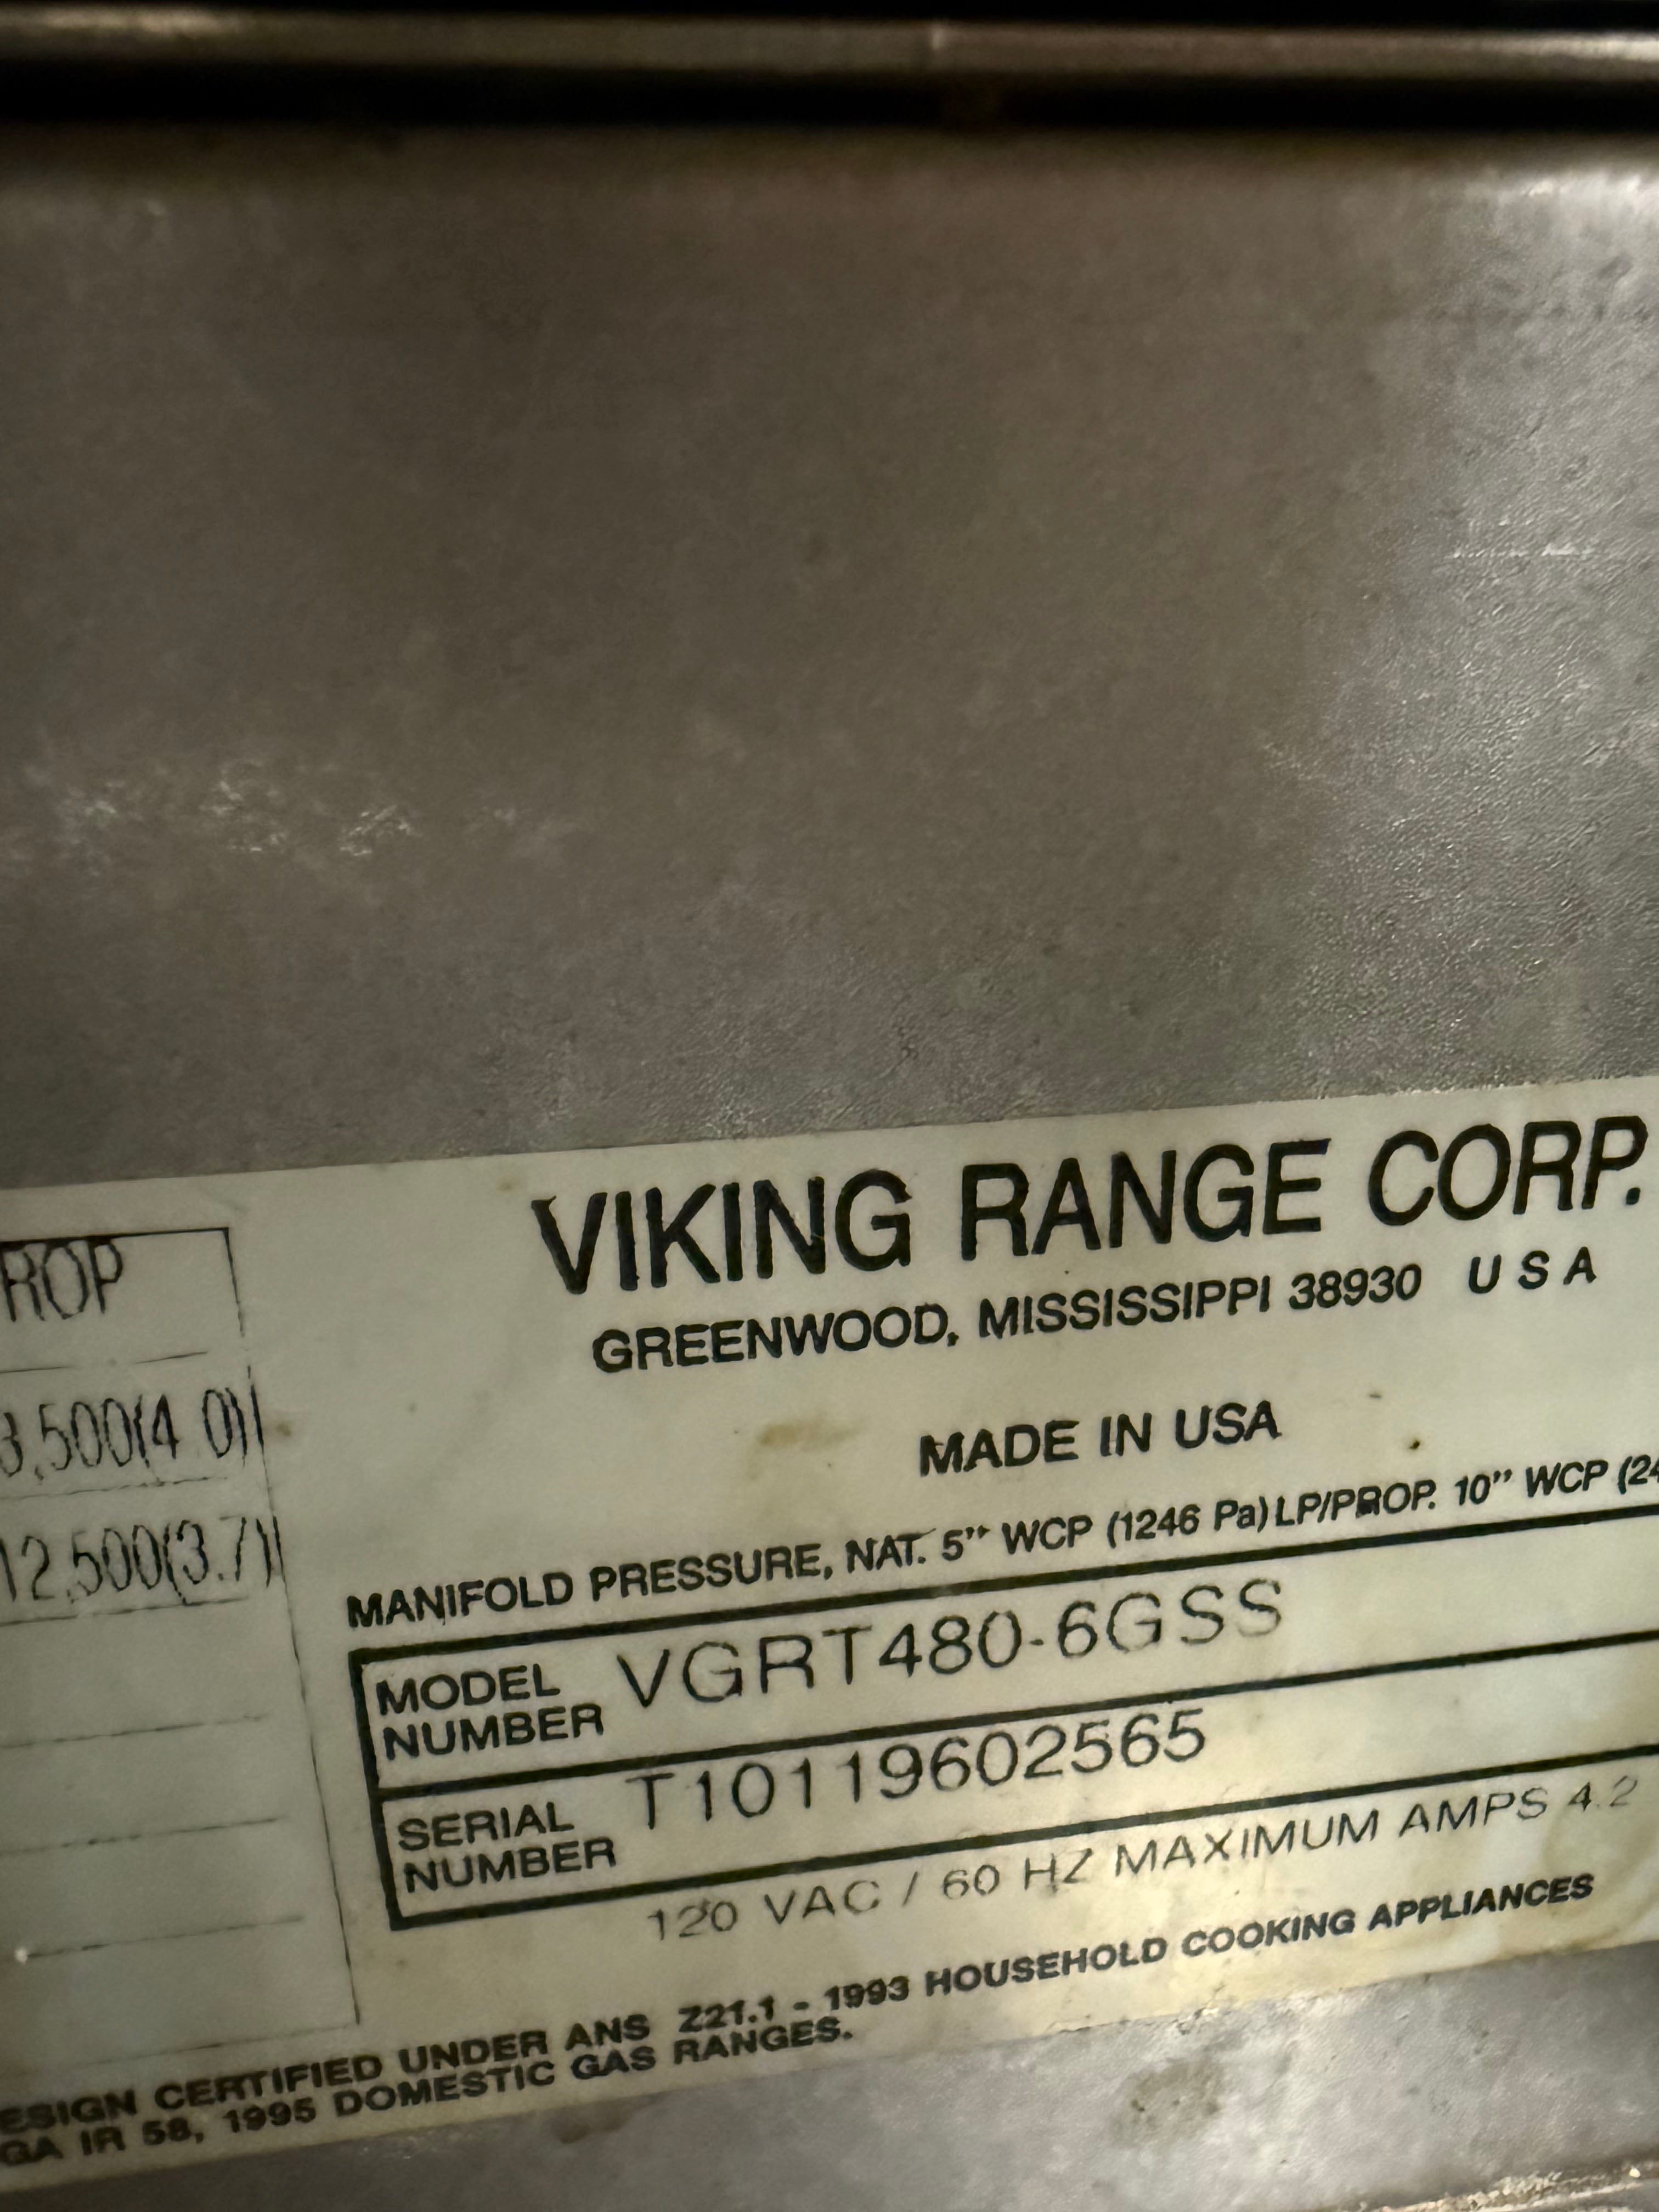 ROP
3,500(4.0)
12,500(3.7)
VIKING RANGE CORP.
GREENWOOD, MISSISSIPPI 38930 U S A
MADE IN USA
MANIFOLD PRESSURE, NAT. 5" WCP (1246 Pa) LP/PROP. 10" WCP (24
MODEL NUMBER VGRT480-6GSS
SERIAL NUMBER T10119602565
120 VAC / 60 HZ MAXIMUM AMPS 4.2
ESIGN CERTIFIED UNDER ANS Z21.1 - 1993 HOUSEHOLD COOKING APPLIANCES
GA IR 58, 1995 DOMESTIC GAS RANGES.